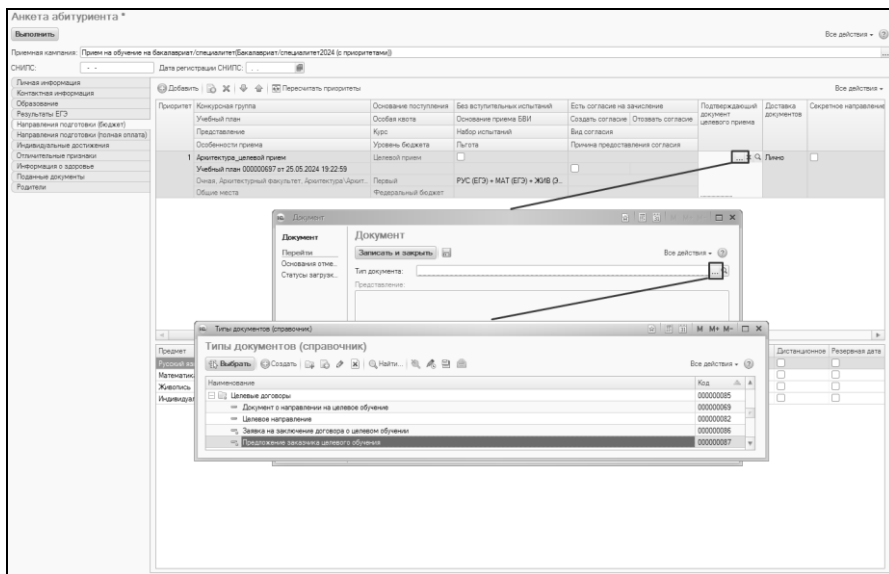 Анкета абитуриента *
Выполнить
Все действия
Приемная кампания: Прием на обучение на бакалавриат/специалитет(Бакалавриат/специалитет2024 (с приоритетами))
СНИПС: - - Дата регистрации СНИПС: . .
Личная информация
Контактная информация
Образование
Результаты ЕГЭ
Направления подготовки (бюджет)
Направления подготовки (полная оплата)
Индивидуальные достижения
Отличительные признаки
Информация о здоровье
Поданные документы
Родители
Добавить Пересчитать приоритеты Все действия
Приоритет Конкурсная группа Основание поступления Без вступительных испытаний Есть согласие на зачисление Подтверждающий документ целевого приема Доставка документов Секретное направление
Учебный план Особая квота Основание приема БВИ Создать согласие Отозвать согласие
Представление Курс Набор испытаний Вид согласия
Особенности приема Уровень бюджета Льгота Причина предоставления согласия
1 Архитектура_целевой прием Целевой прием ... Лично
Учебный план 000000697 от 25.05.2024 19:22:59
Очная, Архитектурный факультет, Архитектура\Архит.. Первый РУС (ЕГЭ) + МАТ (ЕГЭ) + ЖИВ (Э..
Общие места Федеральный бюджет
Документ
Документ
Перейти
Основания отме...
Статусы загрузк...
Документ
Записать и закрыть Все действия
Тип документа: ...
Представление:
Типы документов (справочник) M M+ M-
Типы документов (справочник)
Выбрать Создать Найти... Все действия
Наименование Код
Целевые договоры 000000085
Документ о направлении на целевое обучение 000000069
Целевое направление 000000082
Заявка на заключение договора о целевом обучении 000000086
Предложение заказчика целевого обучения 000000087
Предмет Дистанционное Резервная дата
Русский яз
Математик
Живопись
Индивидуал